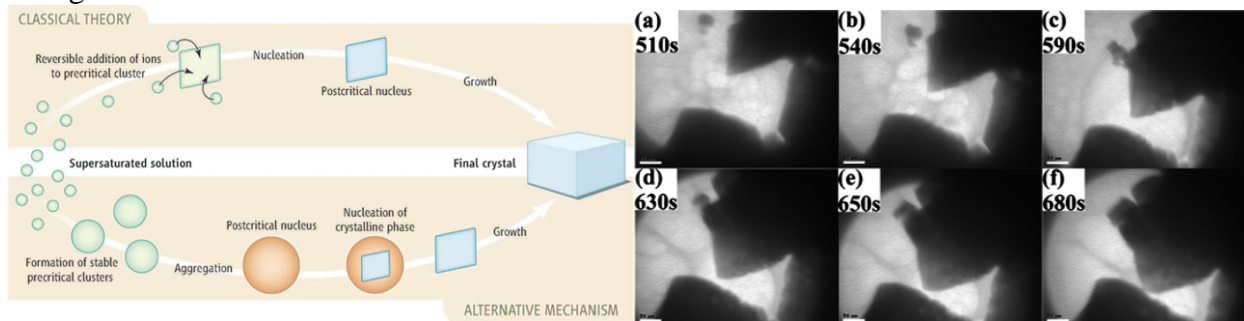 CLASSICAL THEORY
Reversible addition of ions
to precritical cluster
Nucleation
Postcritical nucleus
Growth
Supersaturated solution
Final crystal
Formation of stable
precritical clusters
Aggregation
Postcritical nucleus
Nucleation of
crystalline phase
Growth
ALTERNATIVE MECHANISM
(a)
510s
(b)
540s
(c)
590s
(d)
630s
(e)
650s
(f)
680s